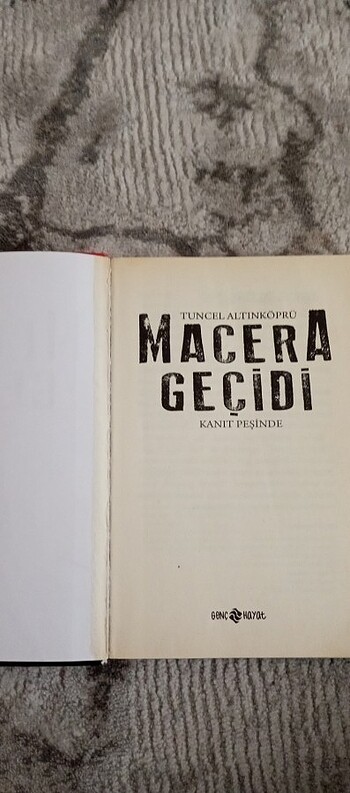 TUNCEL ALTINKÖPRÜ
MACERA
GEÇİDİ
KANIT PEŞİNDE
GENÇ HAYAT